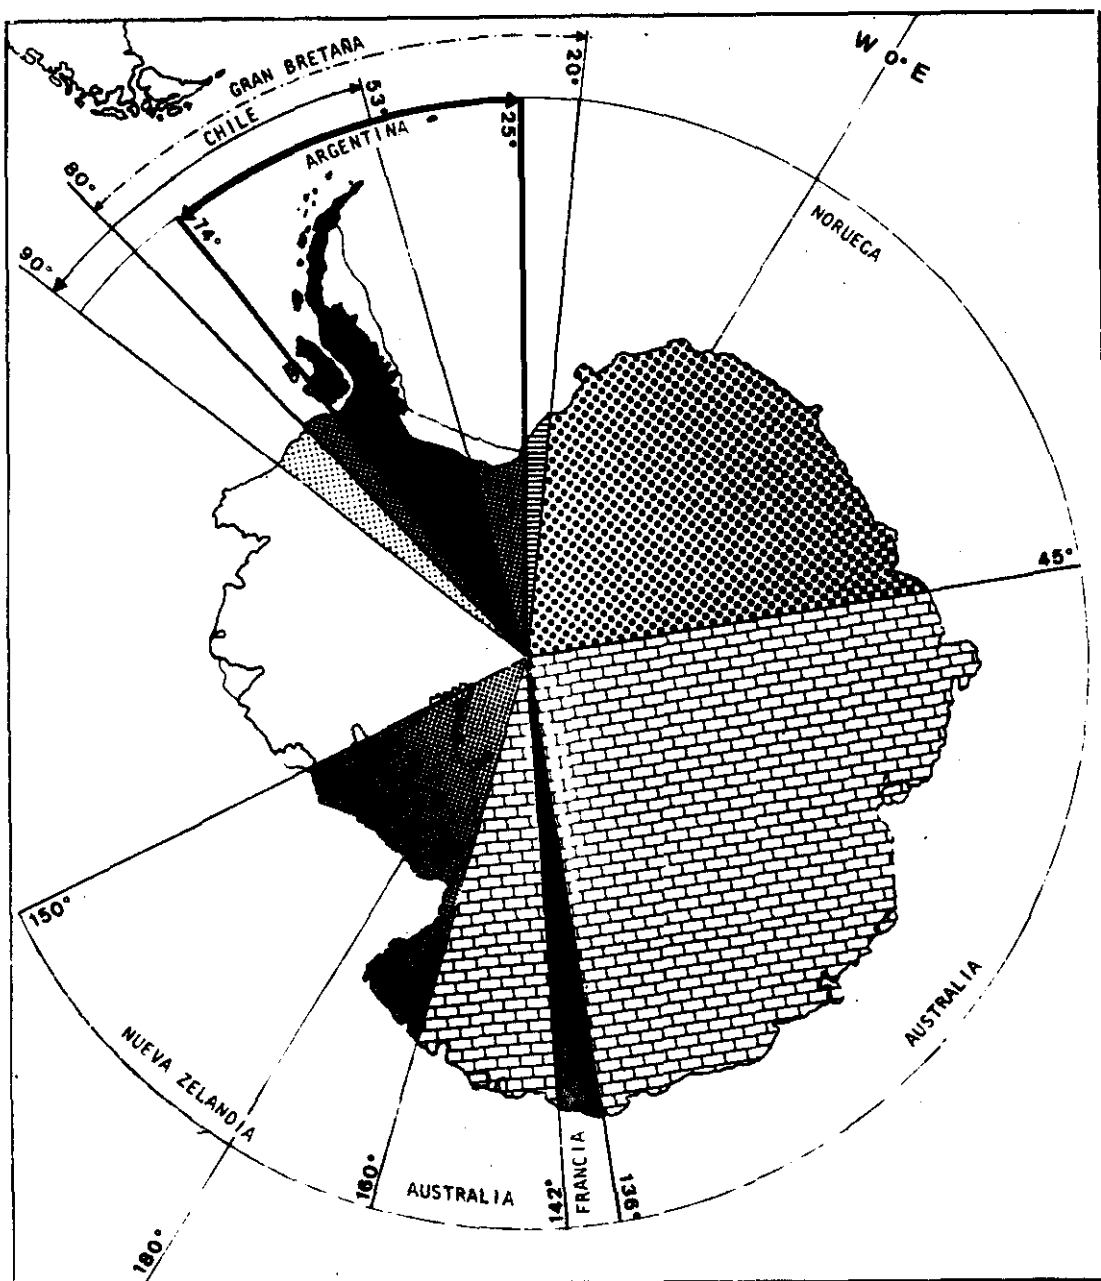 GRAN BRETAÑA
20°
W 0° E
CHILE
53°
ARGENTINA
25°
80°
74°
90°
NORUEGA
45°
150°
NUEVA ZELANDIA
180°
160°
AUSTRALIA
142°
FRANCIA
136°
AUSTRALIA